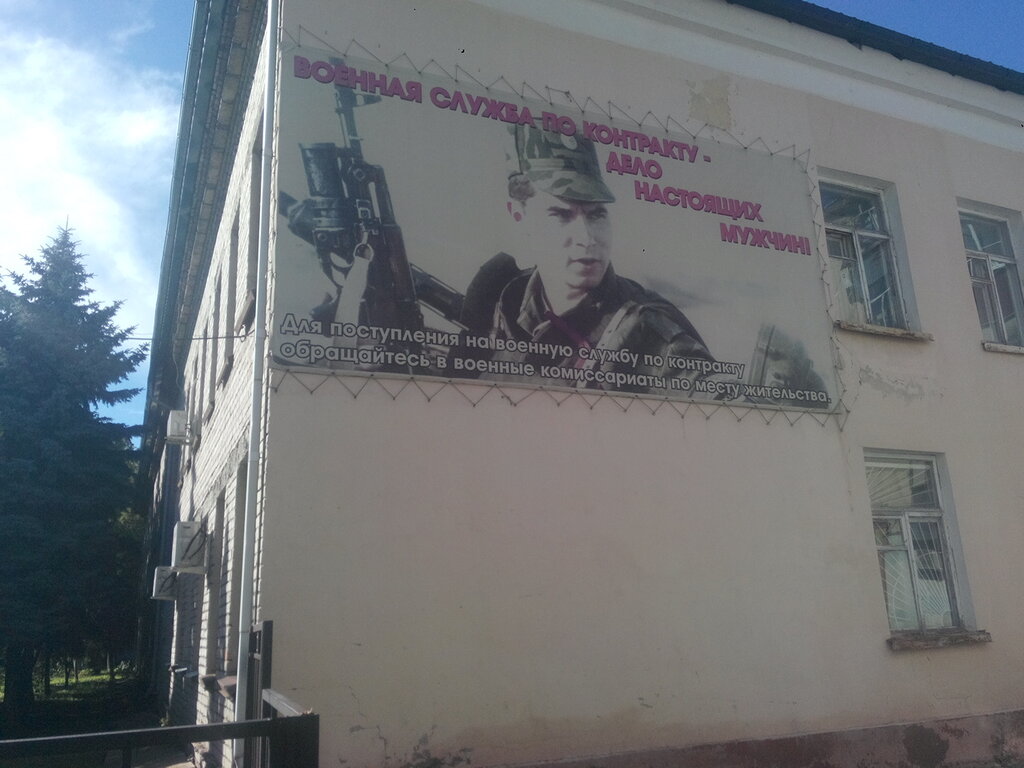 ВОЕННАЯ СЛУЖБА ПО КОНТРАКТУ -
ДЕЛО
НАСТОЯЩИХ
МУЖЧИН!
Для поступления на военную службу по контракту
обращайтесь в военные комиссариаты по месту жительства.